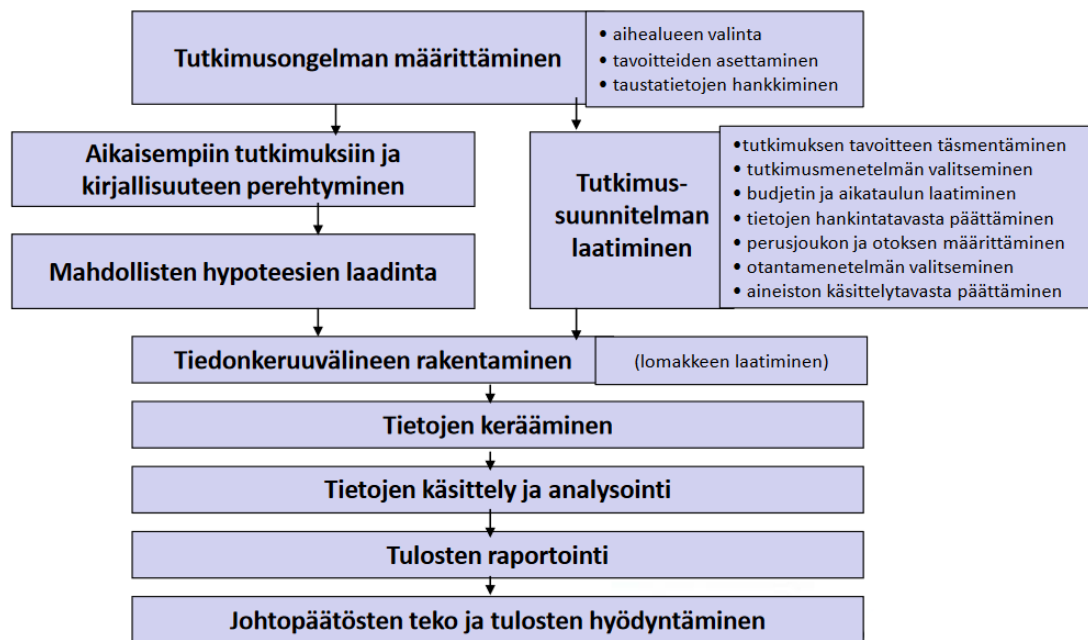 Tutkimusongelman määrittäminen
• aihealueen valinta
• tavoitteiden asettaminen
• taustatietojen hankkiminen
Aikaisempiin tutkimuksiin ja
kirjallisuuteen perehtyminen
Mahdollisten hypoteesien laadinta
Tutkimus-
suunnitelman
laatiminen
•tutkimuksen tavoitteen täsmentäminen
• tutkimusmenetelmän valitseminen
• budjetin ja aikataulun laatiminen
• tietojen hankintatavasta päättäminen
• perusjoukon ja otoksen määrittäminen
• otantamenetelmän valitseminen
• aineiston käsittelytavasta päättäminen
Tiedonkeruuvälineen rakentaminen
(lomakkeen laatiminen)
Tietojen kerääminen
Tietojen käsittely ja analysointi
Tulosten raportointi
Johtopäätösten teko ja tulosten hyödyntäminen